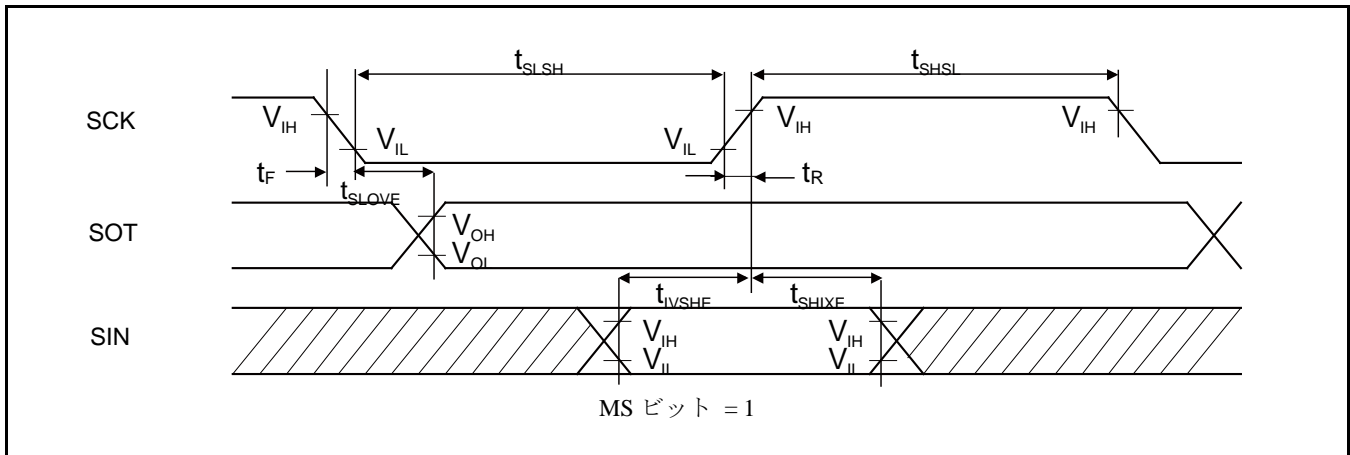 tSLSH tSHSL
SCK VIH VIL VIL VIH VIH
tF tSLOVE tR
SOT VOH
VOL
tIVSHE tSHIXE
SIN VIH VIH
VIL VIL
MS ビット = 1